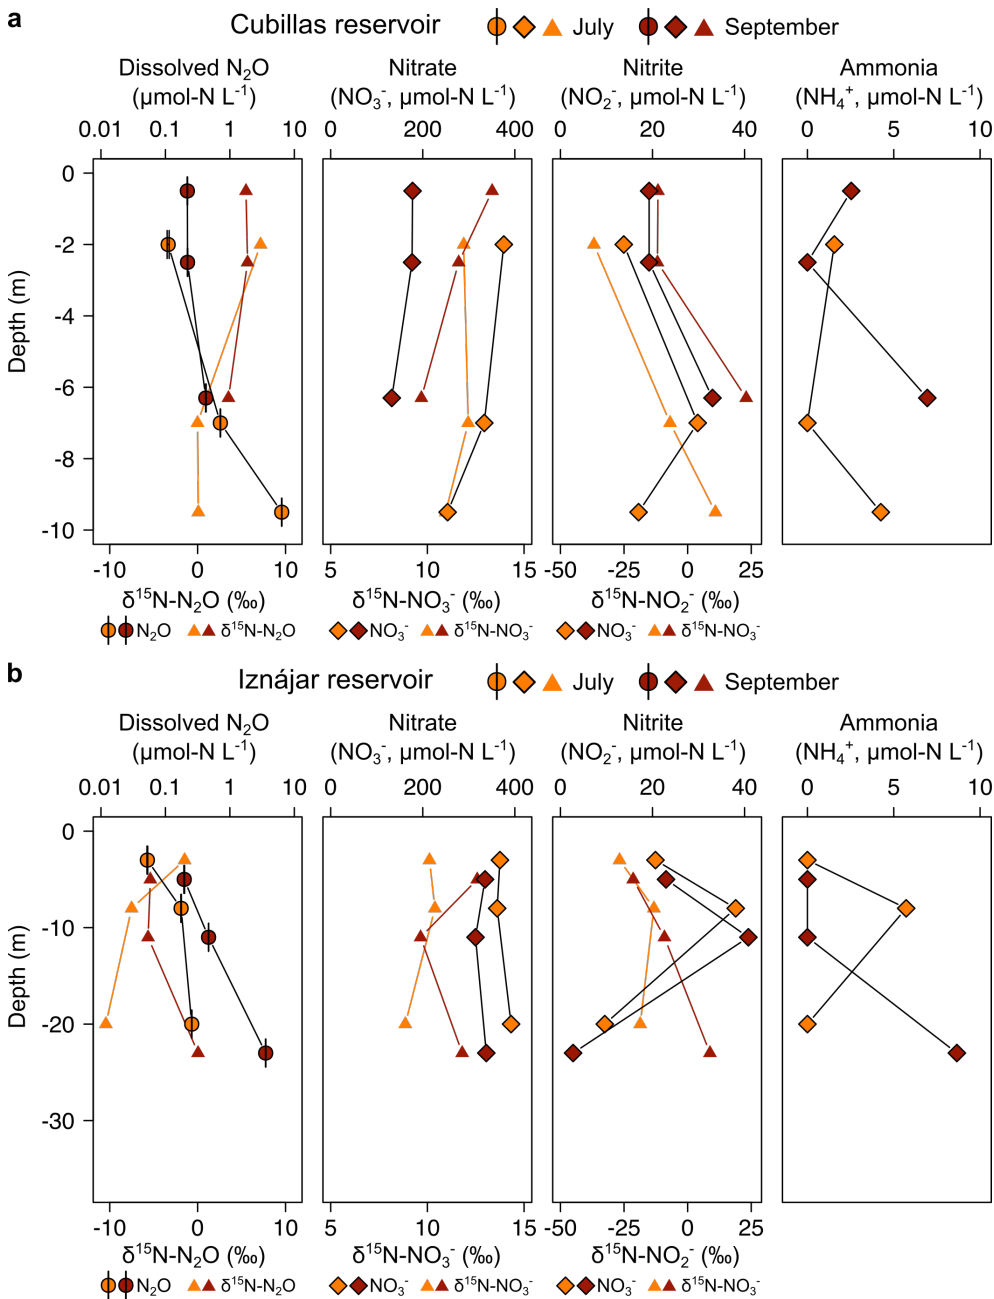 a Cubillas reservoir July September
Dissolved N₂O Nitrate Nitrite Ammonia
(μmol-N L⁻¹) (NO₃⁻, μmol-N L⁻¹) (NO₂⁻, μmol-N L⁻¹) (NH₄⁺, μmol-N L⁻¹)
0.01 0.1 1 10 0 200 400 0 20 40 0 5 10
0
-2
-4
Depth (m)
-6
-8
-10
-10 0 10 5 10 15 -50 -25 0 25
δ¹⁵N-N₂O (‰) δ¹⁵N-NO₃⁻ (‰) δ¹⁵N-NO₂⁻ (‰)
N₂O δ¹⁵N-N₂O NO₃⁻ δ¹⁵N-NO₃⁻ NO₃⁻ δ¹⁵N-NO₃⁻
b Iznájar reservoir July September
Dissolved N₂O Nitrate Nitrite Ammonia
(μmol-N L⁻¹) (NO₃⁻, μmol-N L⁻¹) (NO₂⁻, μmol-N L⁻¹) (NH₄⁺, μmol-N L⁻¹)
0.01 0.1 1 10 0 200 400 0 20 40 0 5 10
0
-10
Depth (m)
-20
-30
-10 0 10 5 10 15 -50 -25 0 25
δ¹⁵N-N₂O (‰) δ¹⁵N-NO₃⁻ (‰) δ¹⁵N-NO₂⁻ (‰)
N₂O δ¹⁵N-N₂O NO₃⁻ δ¹⁵N-NO₃⁻ NO₃⁻ δ¹⁵N-NO₃⁻